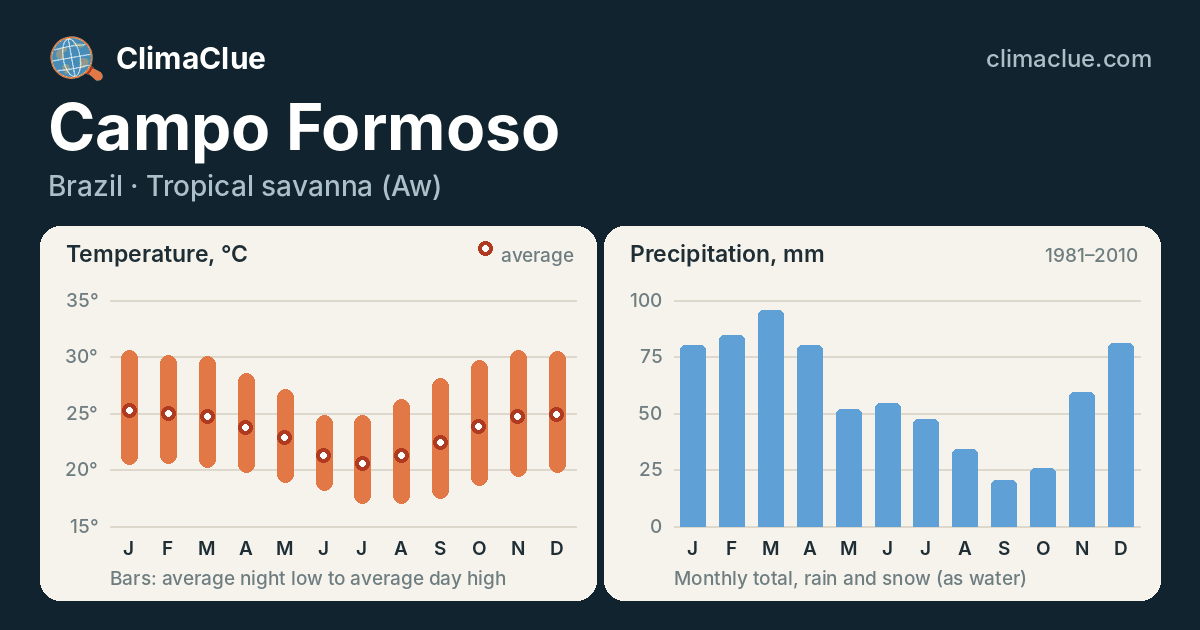 ClimaClue
climaclue.com
Campo Formoso
Brazil · Tropical savanna (Aw)
Temperature, °C
average
35°
30°
25°
20°
15°
J F M A M J J A S O N D
Bars: average night low to average day high
Precipitation, mm
1981–2010
100
75
50
25
0
J F M A M J J A S O N D
Monthly total, rain and snow (as water)